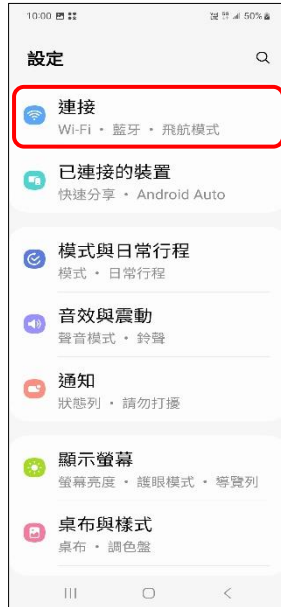 10:00 50%
設定
連接
Wi-Fi • 藍牙 • 飛航模式
已連接的裝置
快速分享 • Android Auto
模式與日常行程
模式 • 日常行程
音效與震動
聲音模式 • 鈴聲
通知
狀態列 • 請勿打擾
顯示螢幕
螢幕亮度 • 護眼模式 • 導覽列
桌布與樣式
桌布 • 調色盤